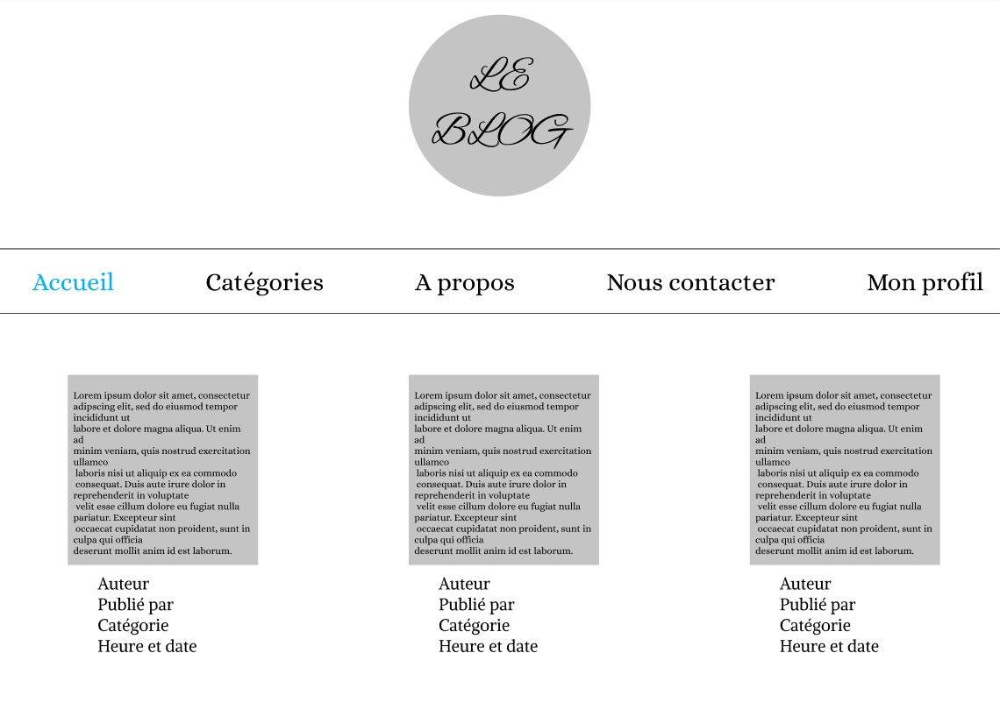 LE
BLOG
Accueil Catégories A propos Nous contacter Mon profil
Lorem ipsum dolor sit amet, consectetur
adipscing elit, sed do eiusmod tempor
incididunt ut
labore et dolore magna aliqua. Ut enim
ad
minim veniam, quis nostrud exercitation
ullamco
laboris nisi ut aliquip ex ea commodo
consequat. Duis aute irure dolor in
reprehenderit in voluptate
velit esse cillum dolore eu fugiat nulla
pariatur. Excepteur sint
occaecat cupidatat non proident, sunt in
culpa qui officia
deserunt mollit anim id est laborum.
Auteur
Publié par
Catégorie
Heure et date
Lorem ipsum dolor sit amet, consectetur
adipscing elit, sed do eiusmod tempor
incididunt ut
labore et dolore magna aliqua. Ut enim
ad
minim veniam, quis nostrud exercitation
ullamco
laboris nisi ut aliquip ex ea commodo
consequat. Duis aute irure dolor in
reprehenderit in voluptate
velit esse cillum dolore eu fugiat nulla
pariatur. Excepteur sint
occaecat cupidatat non proident, sunt in
culpa qui officia
deserunt mollit anim id est laborum.
Auteur
Publié par
Catégorie
Heure et date
Lorem ipsum dolor sit amet, consectetur
adipscing elit, sed do eiusmod tempor
incididunt ut
labore et dolore magna aliqua. Ut enim
ad
minim veniam, quis nostrud exercitation
ullamco
laboris nisi ut aliquip ex ea commodo
consequat. Duis aute irure dolor in
reprehenderit in voluptate
velit esse cillum dolore eu fugiat nulla
pariatur. Excepteur sint
occaecat cupidatat non proident, sunt in
culpa qui officia
deserunt mollit anim id est laborum.
Auteur
Publié par
Catégorie
Heure et date